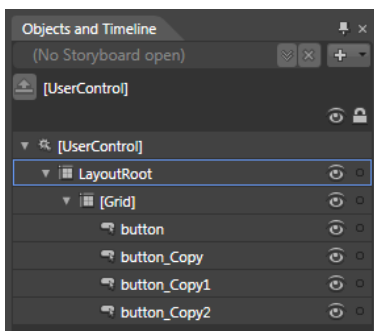 Objects and Timeline
(No Storyboard open)
[UserControl]
[UserControl]
LayoutRoot
[Grid]
button
button_Copy
button_Copy1
button_Copy2